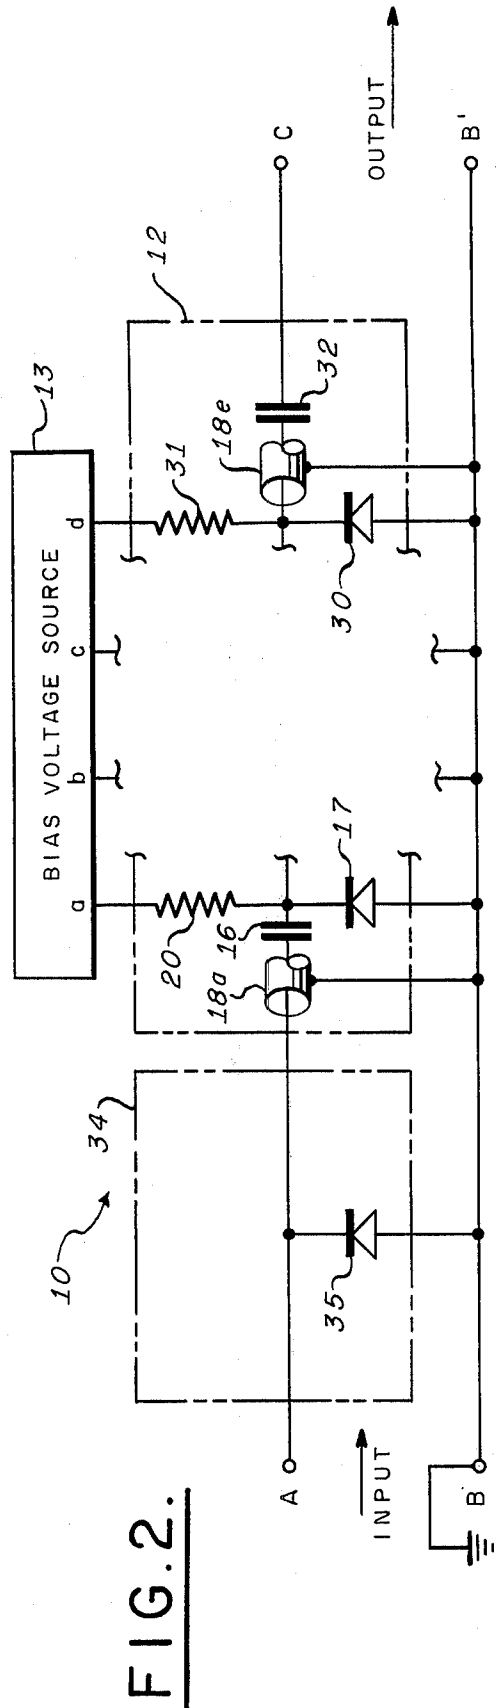 13
BIAS VOLTAGE SOURCE
a
b
c
d
12
10
34
20
31
16
18a
18e
32
A
C
35
17
30
INPUT
OUTPUT
B
B'
FIG.2.